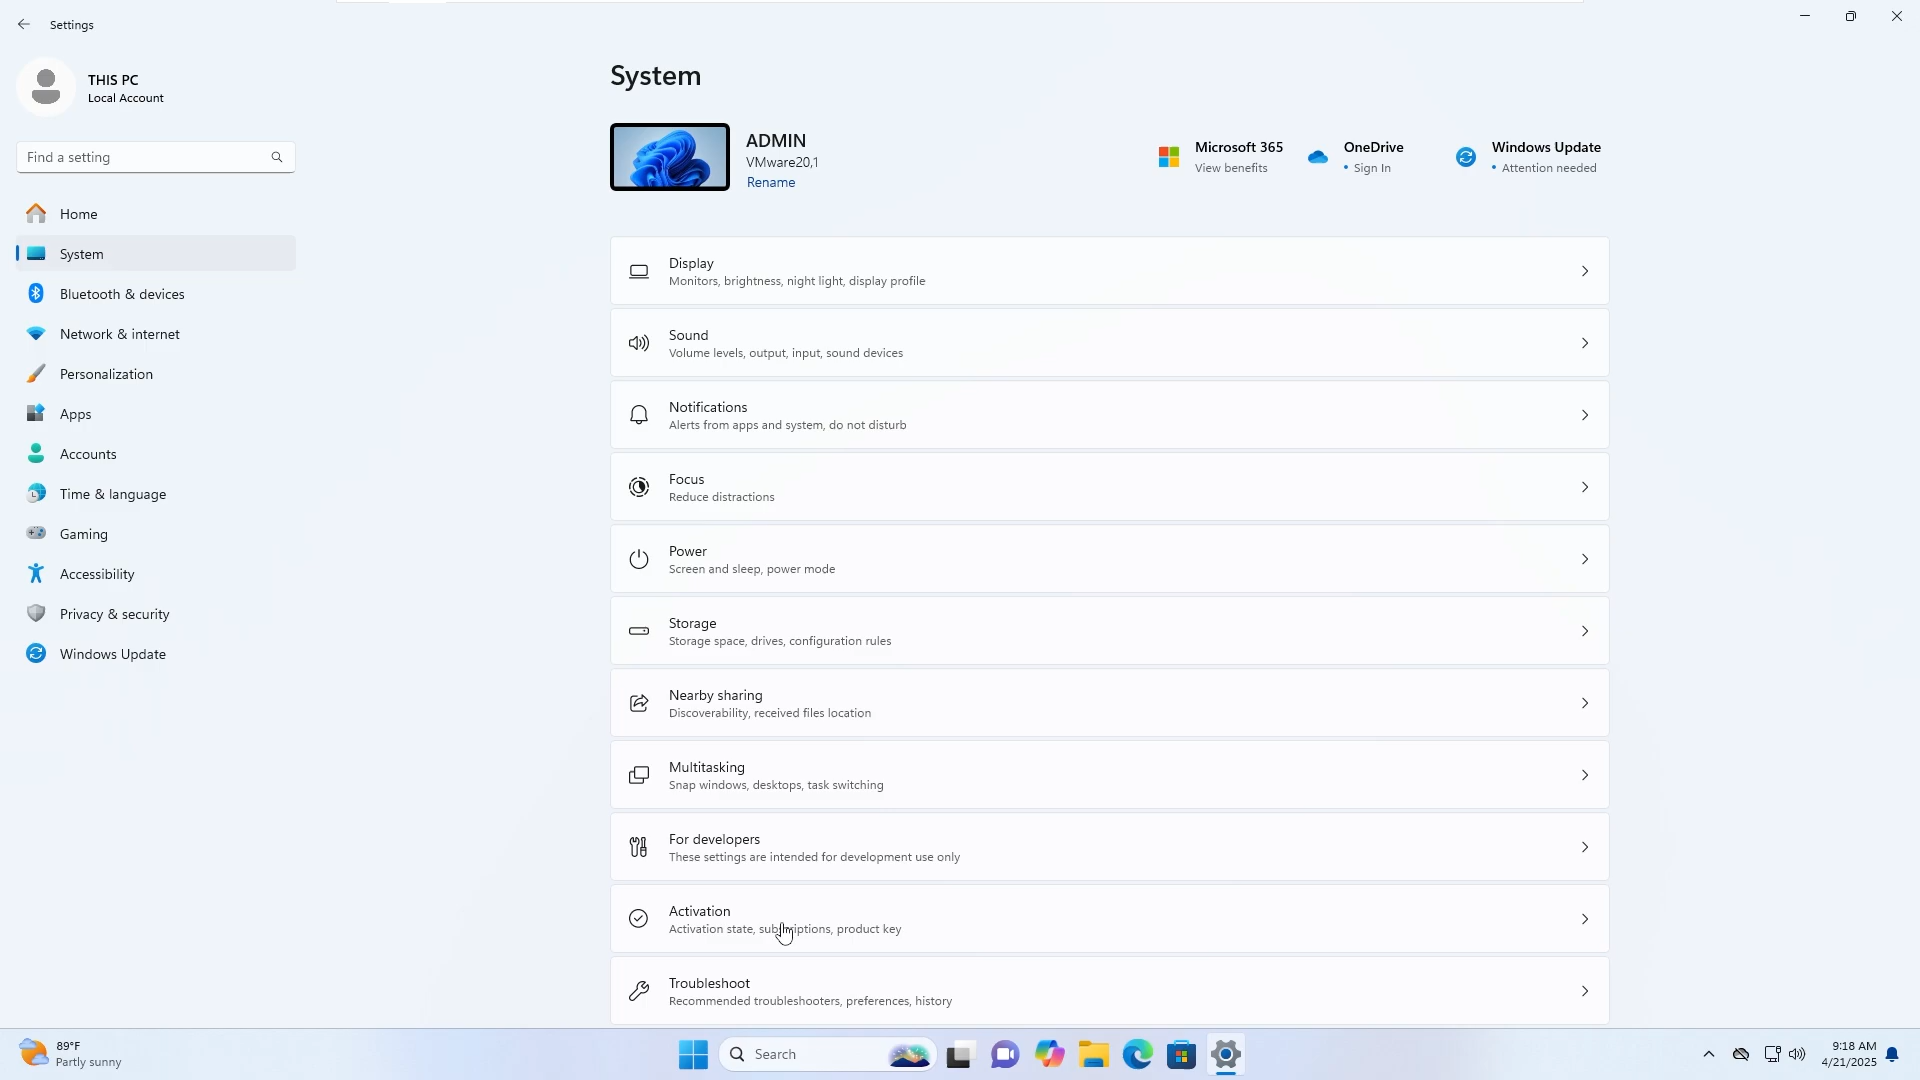 Settings
THIS PC
Local Account
Find a setting
Home
System
Bluetooth & devices
Network & internet
Personalization
Apps
Accounts
Time & language
Gaming
Accessibility
Privacy & security
Windows Update
System
ADMIN
VMware20,1
Rename
Microsoft 365
View benefits
OneDrive
• Sign In
Windows Update
• Attention needed
Display
Monitors, brightness, night light, display profile
Sound
Volume levels, output, input, sound devices
Notifications
Alerts from apps and system, do not disturb
Focus
Reduce distractions
Power
Screen and sleep, power mode
Storage
Storage space, drives, configuration rules
Nearby sharing
Discoverability, received files location
Multitasking
Snap windows, desktops, task switching
For developers
These settings are intended for development use only
Activation
Activation state, subscriptions, product key
Troubleshoot
Recommended troubleshooters, preferences, history
89°F
Partly sunny
Search
9:18 AM
4/21/2025